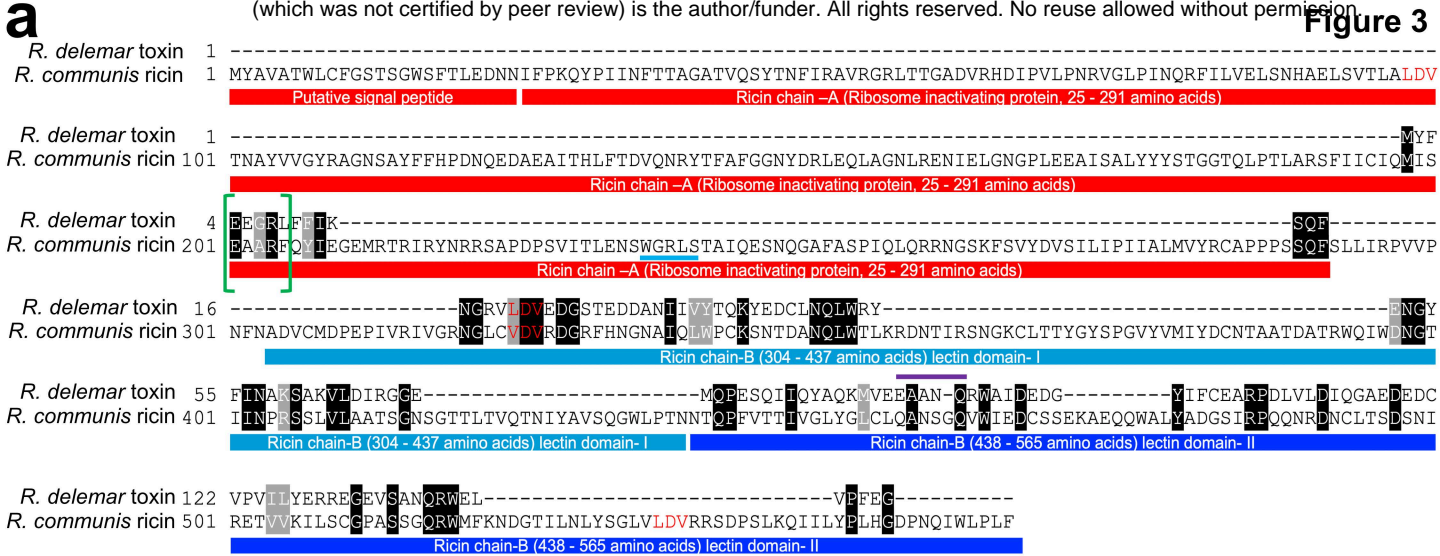 a
(which was not certified by peer review) is the author/funder. All rights reserved. No reuse allowed without permission.
Figure 3
R. delemar toxin 1 ----------------------------------------------------------------------------------------------------
R. communis ricin 1 MYAVATWLCFGSTSGWSFTLEDNNIFPKQYPIINFTTAGATVQSYTNFIRAVRGRLTTGADVRHDIPVLPNRVGLPINQRFILVELSNHAELSVTLALDV
Putative signal peptide Ricin chain –A (Ribosome inactivating protein, 25 - 291 amino acids)
R. delemar toxin 1 -------------------------------------------------------------------------------------------------MYF
R. communis ricin 101 TNAYVVGYRAGNSAYFFHPDNQEDAEAITHLFTDVQNRYTFAFGGNYDRLEQLAGNLRENIELGNGPLEEAISALYYYSTGGTQLPTLARSFIICIQMIS
Ricin chain –A (Ribosome inactivating protein, 25 - 291 amino acids)
R. delemar toxin 4 EEGRLFFIK-------------------------------------------------------------------------------SQF---------
R. communis ricin 201 EAARFQYIEGEMRTRIRYNRRSAPDPSVITLENSWGRLSTAIQESNQGAFASPIQLQRRNGSKFSVYDVSILIPIIALMVYRCAPPPSSQFSLLIRPVVP
Ricin chain –A (Ribosome inactivating protein, 25 - 291 amino acids)
R. delemar toxin 16 -------------------NGRVLDVEDGSTEDDANIIVYTQKYEDCLNQLWRY------------------------------------------ENGY
R. communis ricin 301 NFNADVCMDPEPIVRIVGRNGLCVDVRDGRFHNGNAIQLWPCKSNTDANQLWTLKRDNTIRSNGKCLTTYGYSPGVYVMIYDCNTAATDATRWQIWDNGT
Ricin chain-B (304 - 437 amino acids) lectin domain- I
R. delemar toxin 55 FINAKSAKVLDIRGGE-----------------------MQPESQIIQYAQKMVEEAAN-QRWAIDEDG---------YIFCEARPDLVLDIQGAEDEDC
R. communis ricin 401 IINPRSSLVLAATSGNSGTTLTVQTNIYAVSQGWLPTNNTQPFVTTIVGLYGLCLQANSGQVWIEDCSSEKAEQQWALYADGSIRPQQNRDNCLTSDSNI
Ricin chain-B (304 - 437 amino acids) lectin domain- I Ricin chain-B (438 - 565 amino acids) lectin domain- II
R. delemar toxin 122 VPVILYERREGEVSANQRWEL-----------------------------VPFEG----------
R. communis ricin 501 RETVVKILSCGPASSGQRWMFKNDGTILNLYSGLVLDVRRSDPSLKQIILYPLHGDPNQIWLPLF
Ricin chain-B (438 - 565 amino acids) lectin domain- II